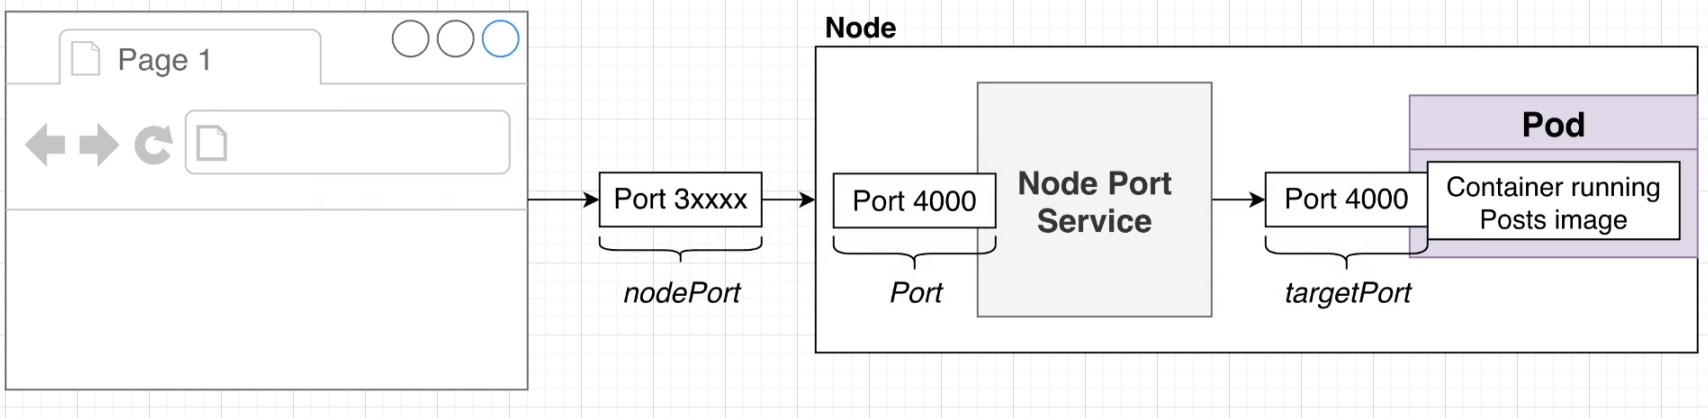 Node
Page 1
Pod
Port 3xxxx
Port 4000
Node Port
Service
Port 4000
Container running
Posts image
nodePort
Port
targetPort